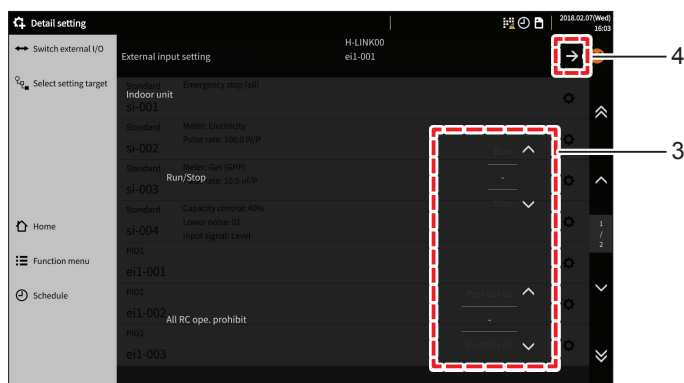 Detail setting
2018.02.07(Wed)
16:03
Switch external I/O
Select setting target
Home
Function menu
Schedule
H-LINK00
External input setting
ei1-001
4
Standard
Emergency stop (all)
Indoor unit
si-001
Standard
Meter: Electricity
Pulse rate: 100.0 W/P
si-002
Run
3
Standard
Meter: Gas (GHP)
Run/Stop
rate: 10.0 ㎥/P
-
si-003
Stop
Standard
Capacity control: 40%
Lower noise: 01
Input signal: Level
si-004
1
/
2
PIO1
ei1-001
PIO1
Prohibit all
ei1-002
All RC ope. prohibit
-
PIO1
Prohibit all
ei1-003